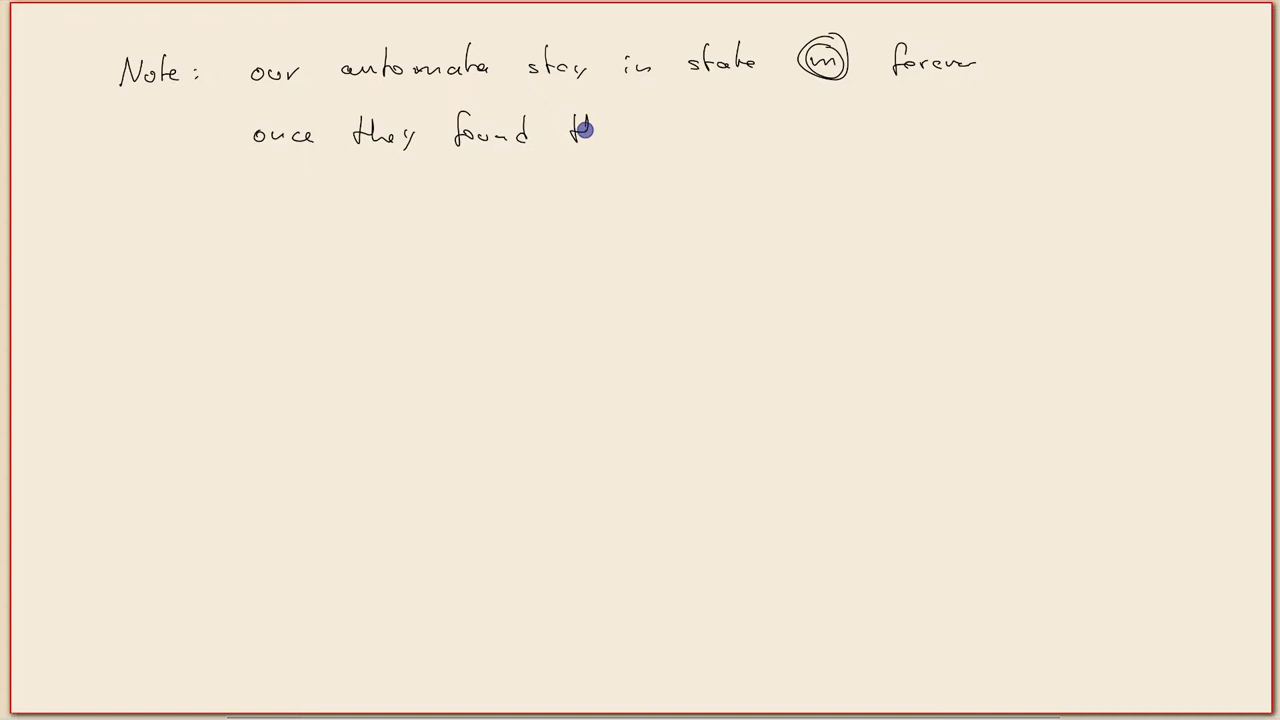 Note: our automata stay in state m forever
once they found